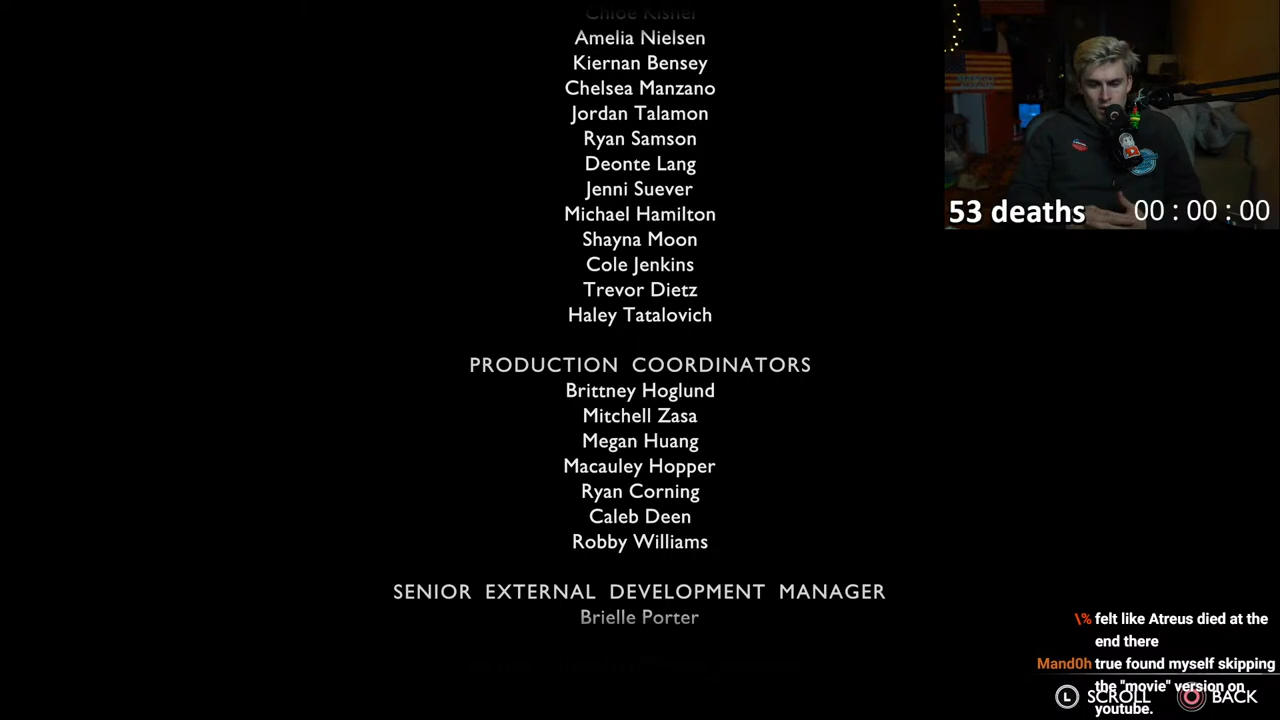 Chloe Kisner
Amelia Nielsen
Kiernan Bensey
Chelsea Manzano
Jordan Talamon
Ryan Samson
Deonte Lang
Jenni Suever
Michael Hamilton
Shayna Moon
Cole Jenkins
Trevor Dietz
Haley Tatalovich
PRODUCTION COORDINATORS
Brittney Hoglund
Mitchell Zasa
Megan Huang
Macauley Hopper
Ryan Corning
Caleb Deen
Robby Williams
SENIOR EXTERNAL DEVELOPMENT MANAGER
Brielle Porter
53 deaths 00 : 00 : 00
\% felt like Atreus died at the
end there
Mand0h true found myself skipping
the "movie" version on
youtube.
L SCROLL BACK